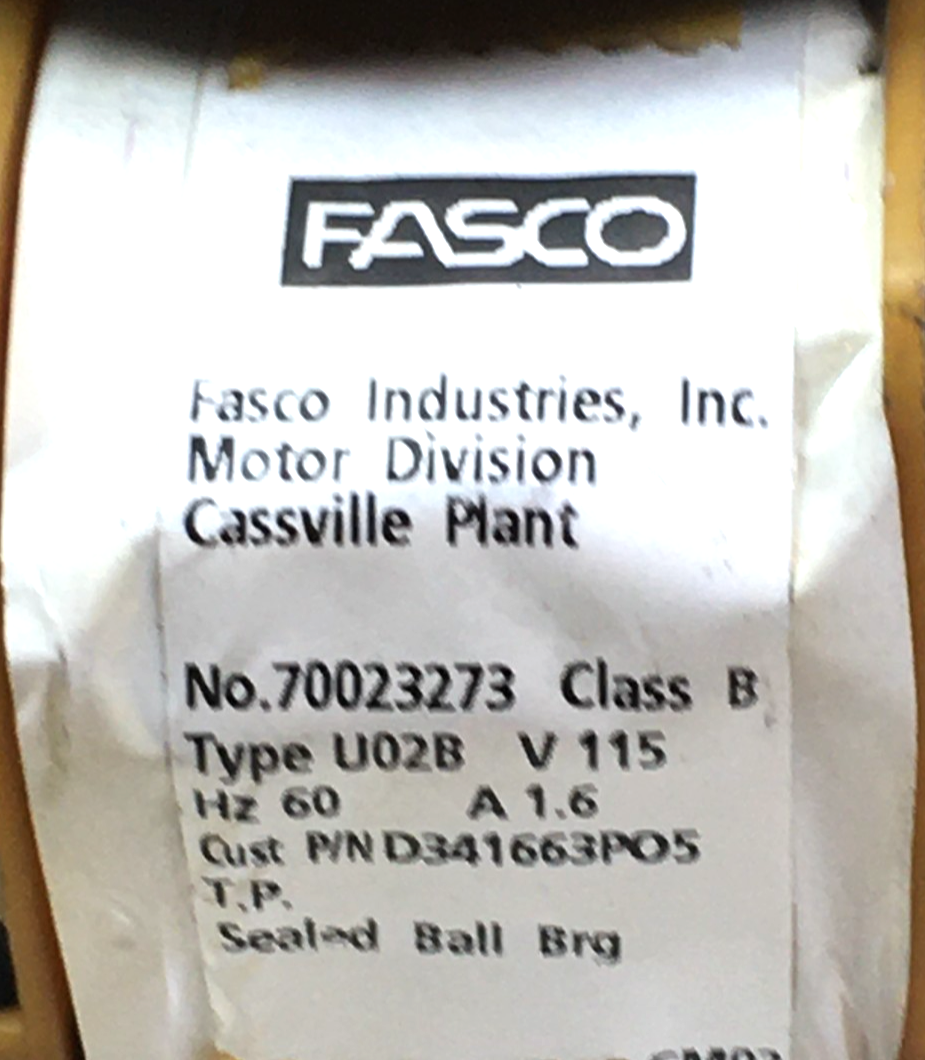 FASCO
Fasco Industries, Inc.
Motor Division
Cassville Plant
No.70023273 Class B
Type U02B V 115
Hz 60 A 1.6
Cust P/N D341663PO5
T.P.
Sealed Ball Brg